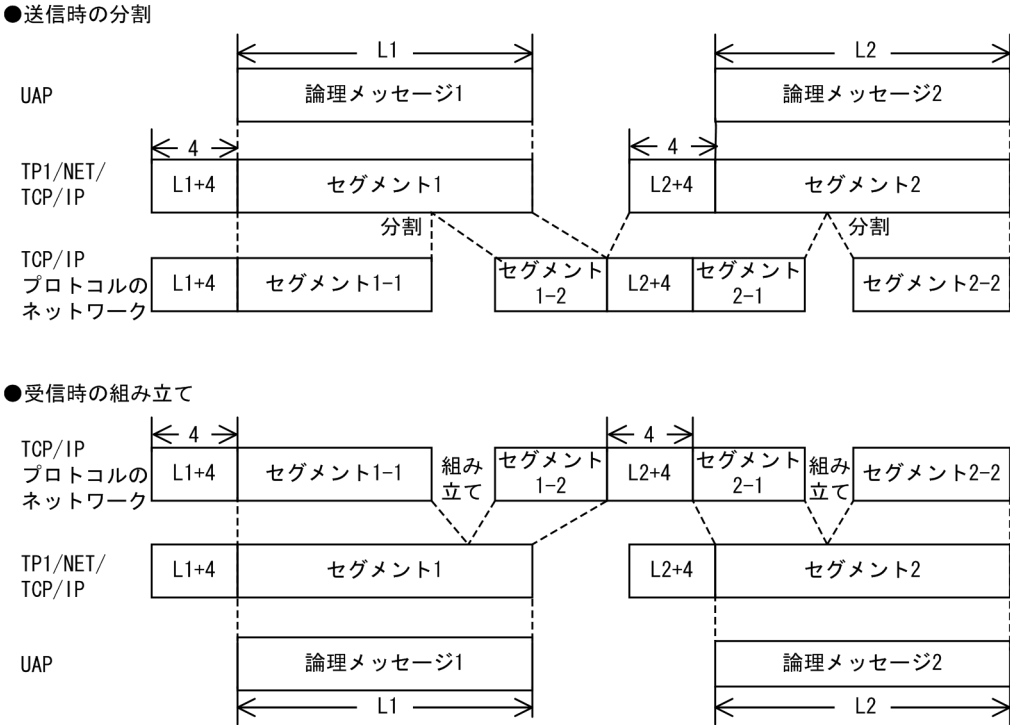 ●送信時の分割
L1
L2
UAP
論理メッセージ1
論理メッセージ2
4
4
TP1/NET/
TCP/IP
L1+4
セグメント1
L2+4
セグメント2
分割
分割
TCP/IP
プロトコルの
ネットワーク
L1+4
セグメント1-1
セグメント
1-2
L2+4
セグメント
2-1
セグメント2-2
●受信時の組み立て
4
4
TCP/IP
プロトコルの
ネットワーク
L1+4
セグメント1-1
組み
立て
セグメント
1-2
L2+4
セグメント
2-1
組み
立て
セグメント2-2
TP1/NET/
TCP/IP
L1+4
セグメント1
L2+4
セグメント2
UAP
論理メッセージ1
論理メッセージ2
L1
L2